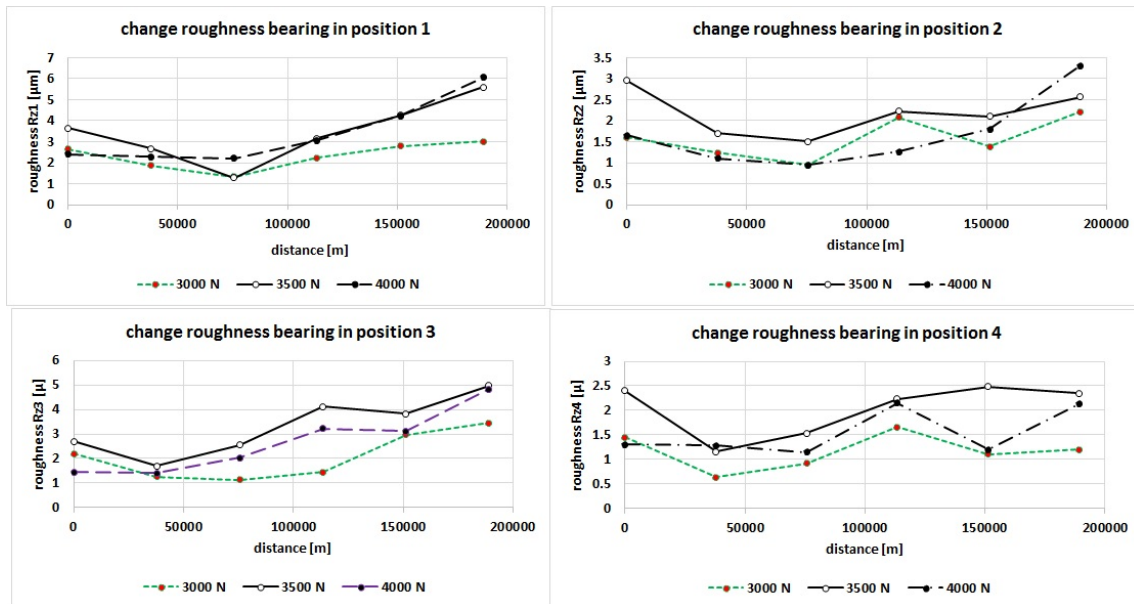 change roughness bearing in position 1
roughness Rz1 [µm]
7
6
5
4
3
2
1
0
0 50000 100000 150000 200000
distance [m]
3000 N 3500 N 4000 N
change roughness bearing in position 2
roughness Rz2 [µm]
3.5
3
2.5
2
1.5
1
0.5
0
0 50000 100000 150000 200000
distance [m]
3000 N 3500 N 4000 N
change roughness bearing in position 3
roughness Rz3 [µ]
6
5
4
3
2
1
0
0 50000 100000 150000 200000
distance [m]
3000 N 3500 N 4000 N
change roughness bearing in position 4
roughness Rz4 [µ]
3
2.5
2
1.5
1
0.5
0
0 50000 100000 150000 200000
distance [m]
3000 N 3500 N 4000 N